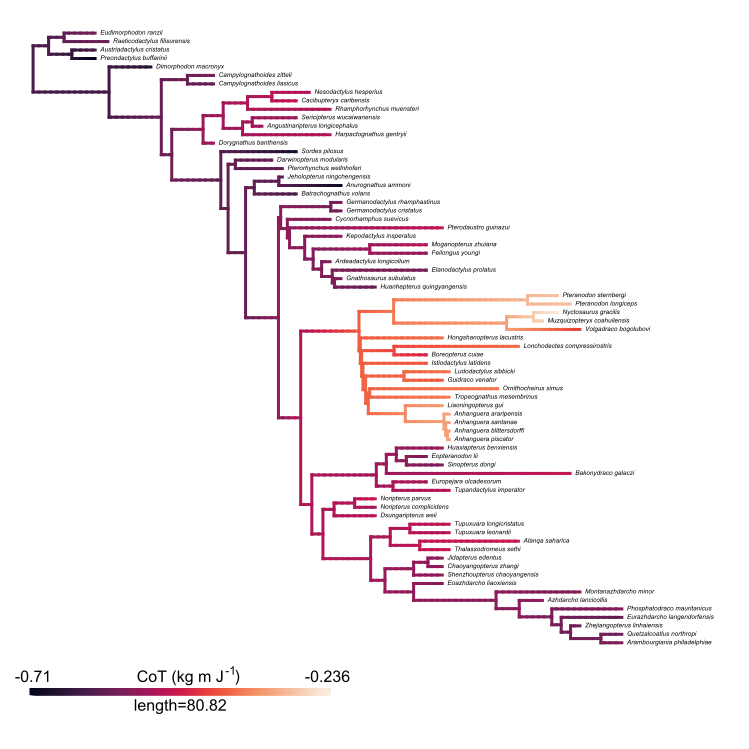 Eudimorphodon ranzii
Raeticodactylus filisurensis
Austriadactylus cristatus
Preondactylus buffarinii
Dimorphodon macronyx
Campylognathoides zitteli
Campylognathoides liasicus
Nesodactylus hesperius
Cacibupteryx caribensis
Rhamphorhynchus muensteri
Sericipterus wucaiwanensis
Angustinaripterus longicephalus
Harpactognathus gentryii
Dorygnathus banthensis
Sordes pilosus
Darwinopterus modularis
Pterorhynchus wellnhoferi
Jeholopterus ningchengensis
Anurognathus ammoni
Batrachognathus volans
Germanodactylus rhamphastinus
Germanodactylus cristatus
Cycnorhamphus suevicus
Pterodaustro guinazui
Kepodactylus insperatus
Moganopterus zhuiana
Feilongus youngi
Ardeadactylus longicollum
Elanodactylus prolatus
Gnathosaurus subulatus
Huanhepterus quingyangensis
Pteranodon sternbergi
Pteranodon longiceps
Nyctosaurus gracilis
Muzquizopteryx coahuilensis
Volgadraco bogolubovi
Hongshanopterus lacustris
Lonchodectes compressirostris
Boreopterus cuiae
Istiodactylus latidens
Ludodactylus sibbicki
Guidraco venator
Ornithocheirus simus
Tropeognathus mesembrinus
Liaoningopterus gui
Anhanguera araripensis
Anhanguera santanae
Anhanguera blittersdorffi
Anhanguera piscator
Huaxiapterus benxiensis
Eopteranodon lii
Sinopterus dongi
Bakonydraco galaczi
Europejara olcadesorum
Tupandactylus imperator
Noripterus parvus
Noripterus complicidens
Dsungaripterus weii
Tupuxuara longicristatus
Tupuxuara leonardii
Alanqa saharica
Thalassodromeus sethi
Jidapterus edentus
Chaoyangopterus zhangi
Shenzhoupterus chaoyangensis
Eoazhdarcho liaoxiensis
Montanazhdarcho minor
Azhdarcho lancicollis
Phosphatodraco mauritanicus
Eurazhdarcho langendorfensis
Zhejiangopterus linhaiensis
Quetzalcoatlus northropi
Arambourgiania philadelphiae
-0.71 CoT (kg m J⁻¹) -0.236
length=80.82